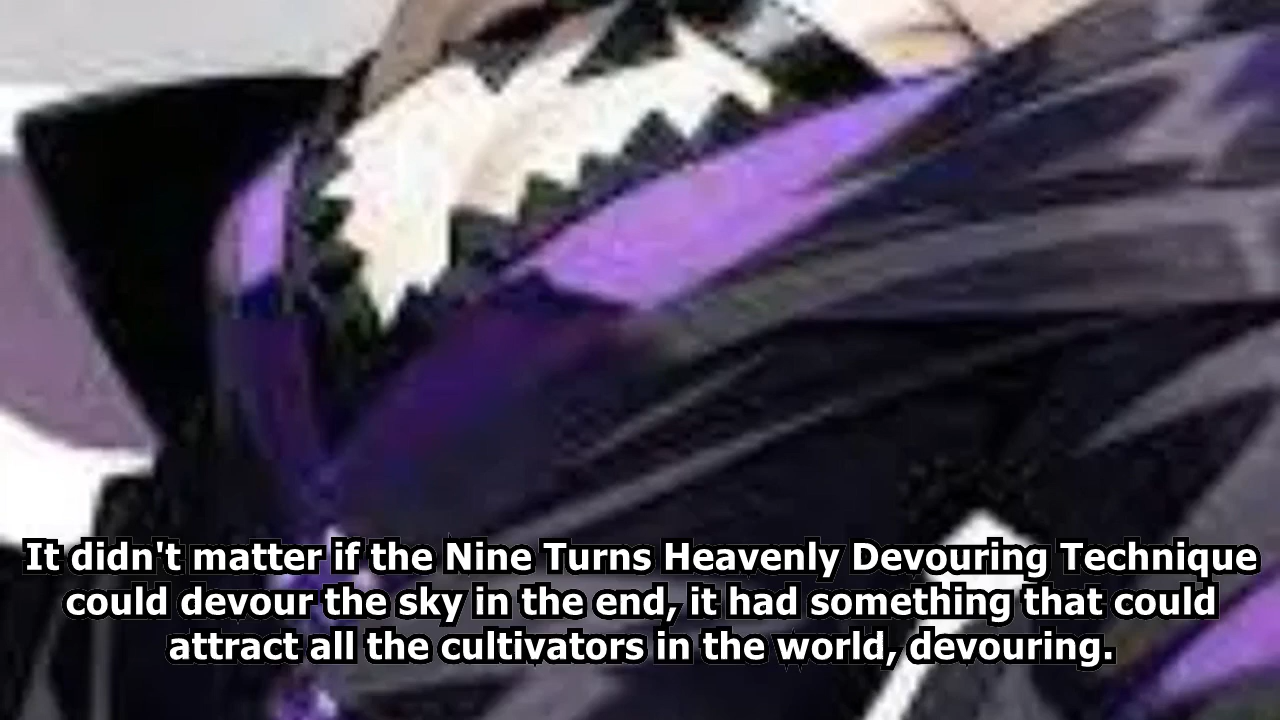 It didn't matter if the Nine Turns Heavenly Devouring Technique
could devour the sky in the end, it had something that could
attract all the cultivators in the world, devouring.